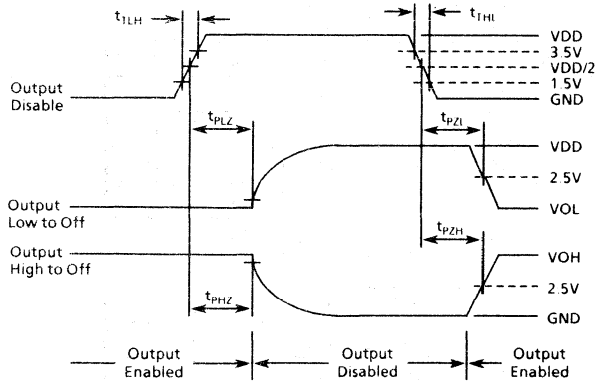 tTLH
tTHL
VDD
3.5V
VDD/2
1.5V
GND
Output
Disable
tPLZ
tPZL
VDD
2.5V
VOL
Output
Low to Off
Output
High to Off
tPZH
VOH
2.5V
GND
tPHZ
Output
Enabled
Output
Disabled
Output
Enabled